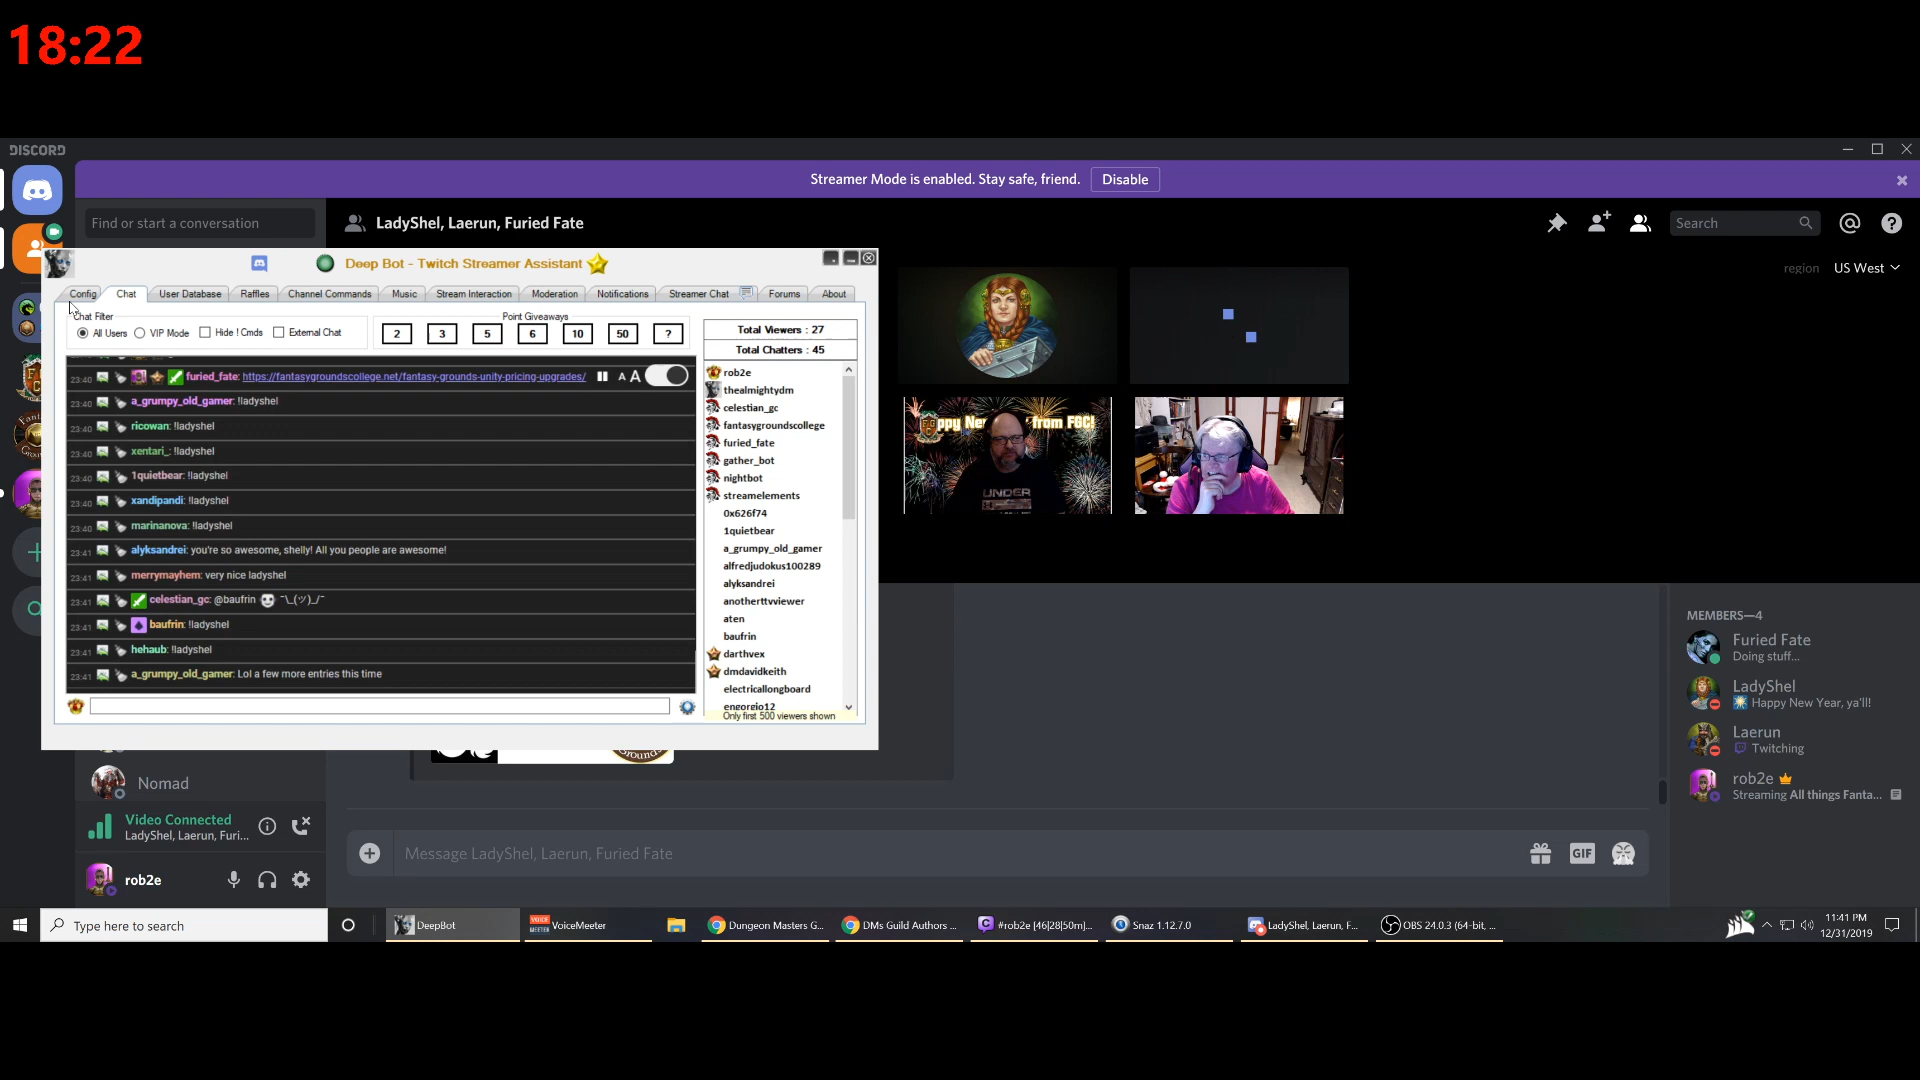 18:22
DISCORD
Streamer Mode is enabled. Stay safe, friend.
Disable
Find or start a conversation
LadyShel, Laerun, Furied Fate
Search
region US West
Deep Bot - Twitch Streamer Assistant
Config
Chat
User Database
Raffles
Channel Commands
Music
Stream Interaction
Moderation
Notifications
Streamer Chat
Forums
About
Chat Filter
All Users
VIP Mode
Hide ! Cmds
External Chat
Point Giveaways
2
3
5
6
10
50
?
23:40 furied_fate: https://fantasygroundscollege.net/fantasy-grounds-unity-pricing-upgrades/
A A
23:40 a_grumpy_old_gamer: !ladyshel
23:40 ricowan: !ladyshel
23:40 xentari_: !ladyshel
23:40 1quietbear: !ladyshel
23:40 xandipandi: !ladyshel
23:40 marinanova: !ladyshel
23:41 alyksandrei: you're so awesome, shelly! All you people are awesome!
23:41 merrymayhem: very nice ladyshel
23:41 celestian_gc: @baufrin ¯\_(ツ)_/¯
23:41 baufrin: !ladyshel
23:41 hehaub: !ladyshel
23:41 a_grumpy_old_gamer: Lol a few more entries this time
Total Viewers : 27
Total Chatters : 45
rob2e
thealmightydm
celestian_gc
fantasygroundscollege
furied_fate
gather_bot
nightbot
streamelements
0x626f74
1quietbear
a_grumpy_old_gamer
alfredjudokus100289
alyksandrei
anotherttvviewer
aten
baufrin
darthvex
dmdavidkeith
electricallongboard
engorgio12
Only first 500 viewers shown
from FGC!
UNDER
MEMBERS—4
Furied Fate
Doing stuff...
LadyShel
Happy New Year, ya'll!
Laerun
Twitching
rob2e
Streaming All things Fanta...
Nomad
Video Connected
LadyShel, Laerun, Furi...
rob2e
Message LadyShel, Laerun, Furied Fate
GIF
Type here to search
DeepBot
VOICE MEETER
VoiceMeeter
Dungeon Masters G...
DMs Guild Authors ...
#rob2e [46|28|50m]...
Snaz 1.12.7.0
LadyShel, Laerun, F...
OBS 24.0.3 (64-bit, ...
11:41 PM
12/31/2019